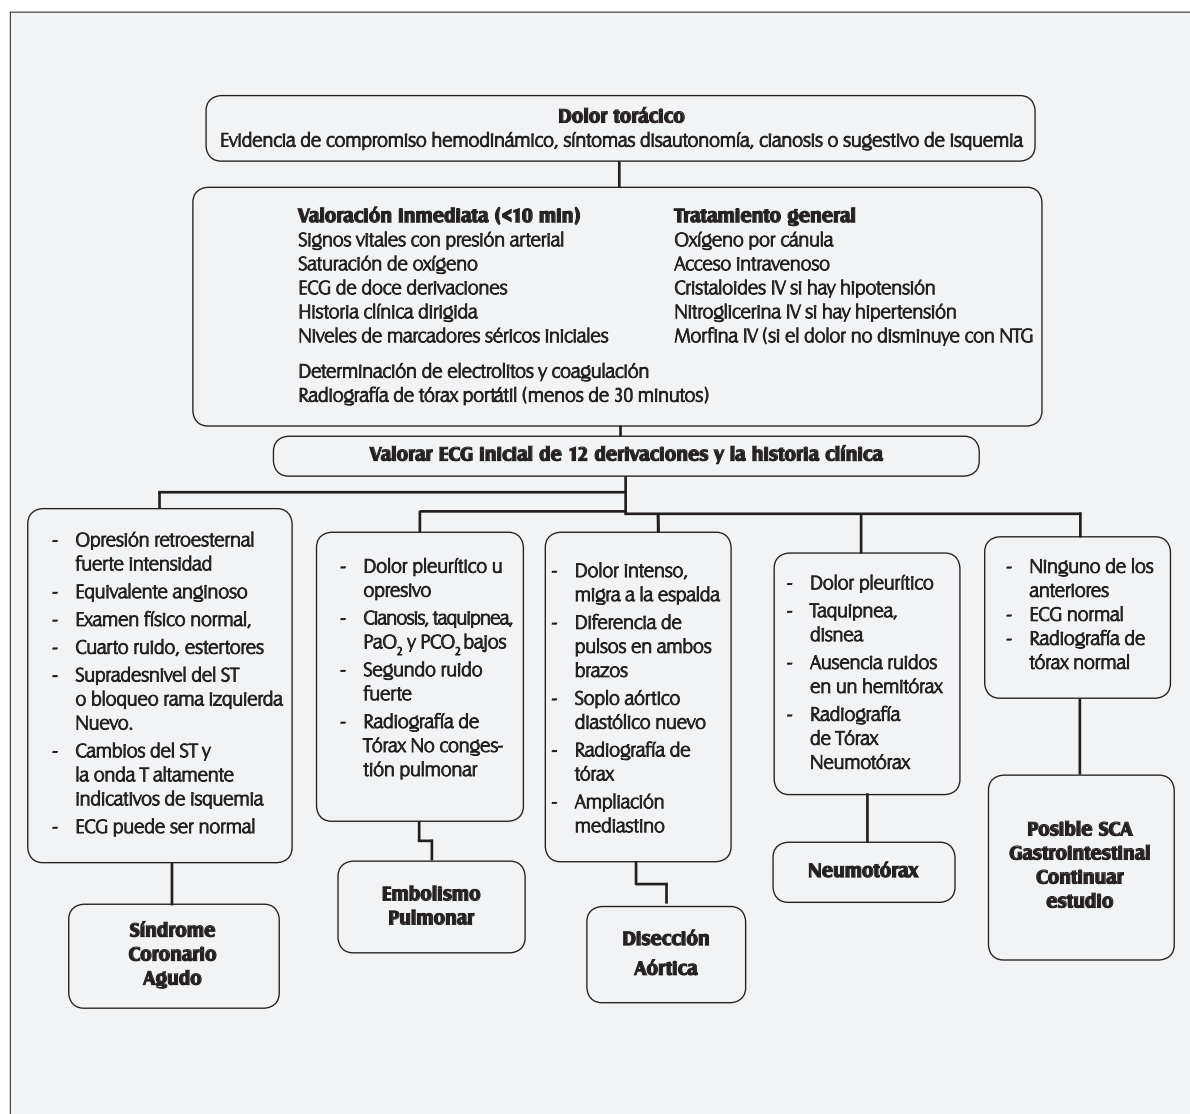 Dolor torácico
Evidencia de compromiso hemodinámico, síntomas disautonomía, cianosis o sugestivo de isquemia
Valoración inmediata (<10 min)
Signos vitales con presión arterial
Saturación de oxígeno
ECG de doce derivaciones
Historia clínica dirigida
Niveles de marcadores séricos iniciales
Determinación de electrolitos y coagulación
Radiografía de tórax portátil (menos de 30 minutos)
Tratamiento general
Oxígeno por cánula
Acceso intravenoso
Cristaloides IV si hay hipotensión
Nitroglicerina IV si hay hipertensión
Morfina IV (si el dolor no disminuye con NTG
Valorar ECG inicial de 12 derivaciones y la historia clínica
- Opresión retroesternal
fuerte intensidad
- Equivalente anginoso
- Examen físico normal,
- Cuarto ruido, estertores
- Supradesnivel del ST
o bloqueo rama izquierda
Nuevo.
- Cambios del ST y
la onda T altamente
indicativos de isquemia
- ECG puede ser normal
Síndrome
Coronario
Agudo
- Dolor pleurítico u
opresivo
- Cianosis, taquipnea,
PaO₂ y PCO₂ bajos
- Segundo ruido
fuerte
- Radiografía de
Tórax No conges-
tión pulmonar
Embolismo
Pulmonar
- Dolor intenso,
migra a la espalda
- Diferencia de
pulsos en ambos
brazos
- Soplo aórtico
diastólico nuevo
- Radiografía de
tórax
- Ampliación
mediastino
Disección
Aórtica
- Dolor pleurítico
- Taquipnea,
disnea
- Ausencia ruidos
en un hemitórax
- Radiografía
de Tórax
Neumotórax
Neumotórax
- Ninguno de los
anteriores
- ECG normal
- Radiografía de
tórax normal
Posible SCA
Gastrointestinal
Continuar
estudio